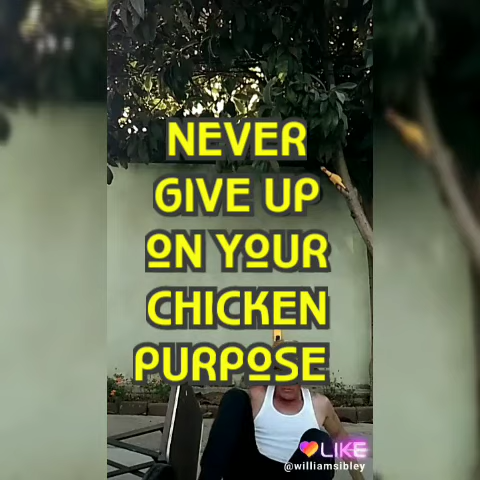 NEVER
GIVE UP
ON YOUR
CHICKEN
PURPOSE
LIKE
@williamsibley